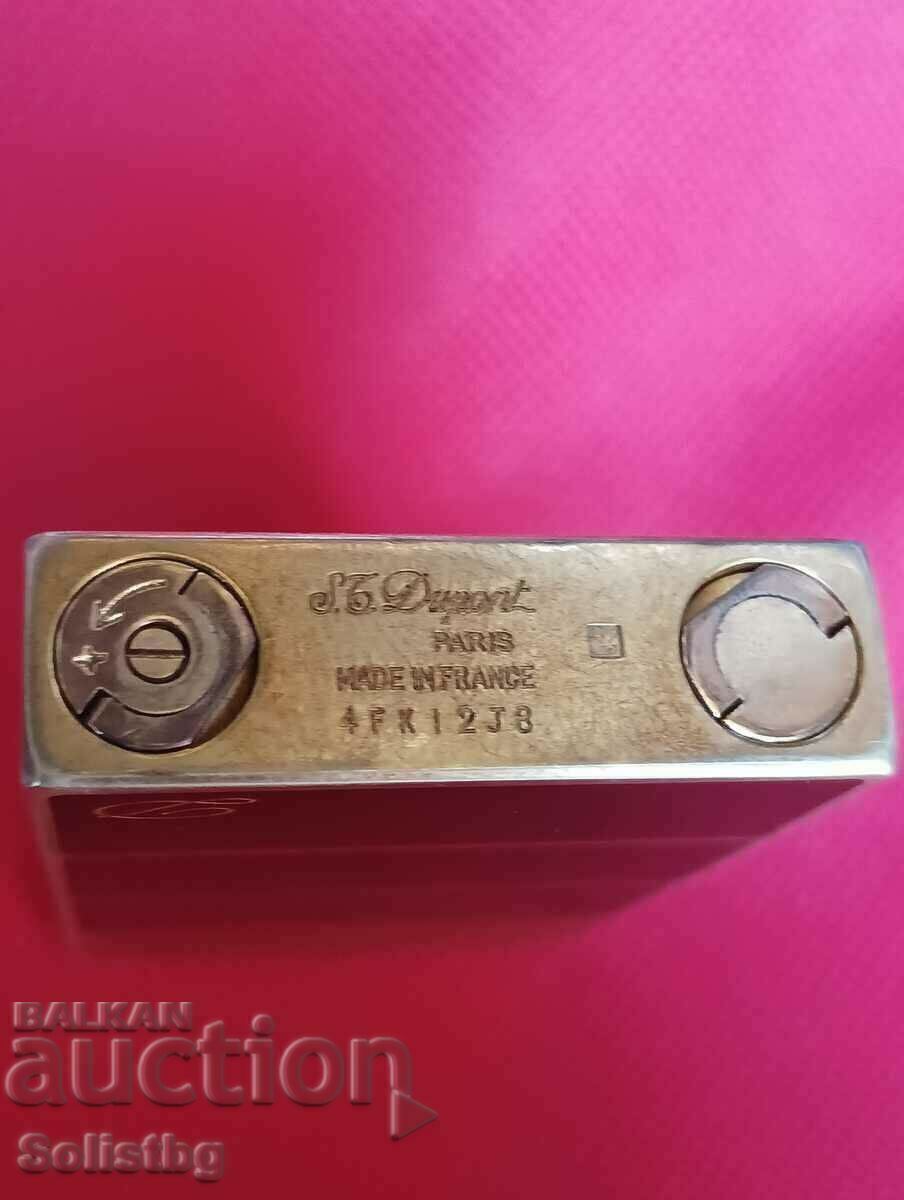 S.T. Dupont
PARIS
MADE IN FRANCE
4FK12J8
+
BALKAN
auction
Solistbg